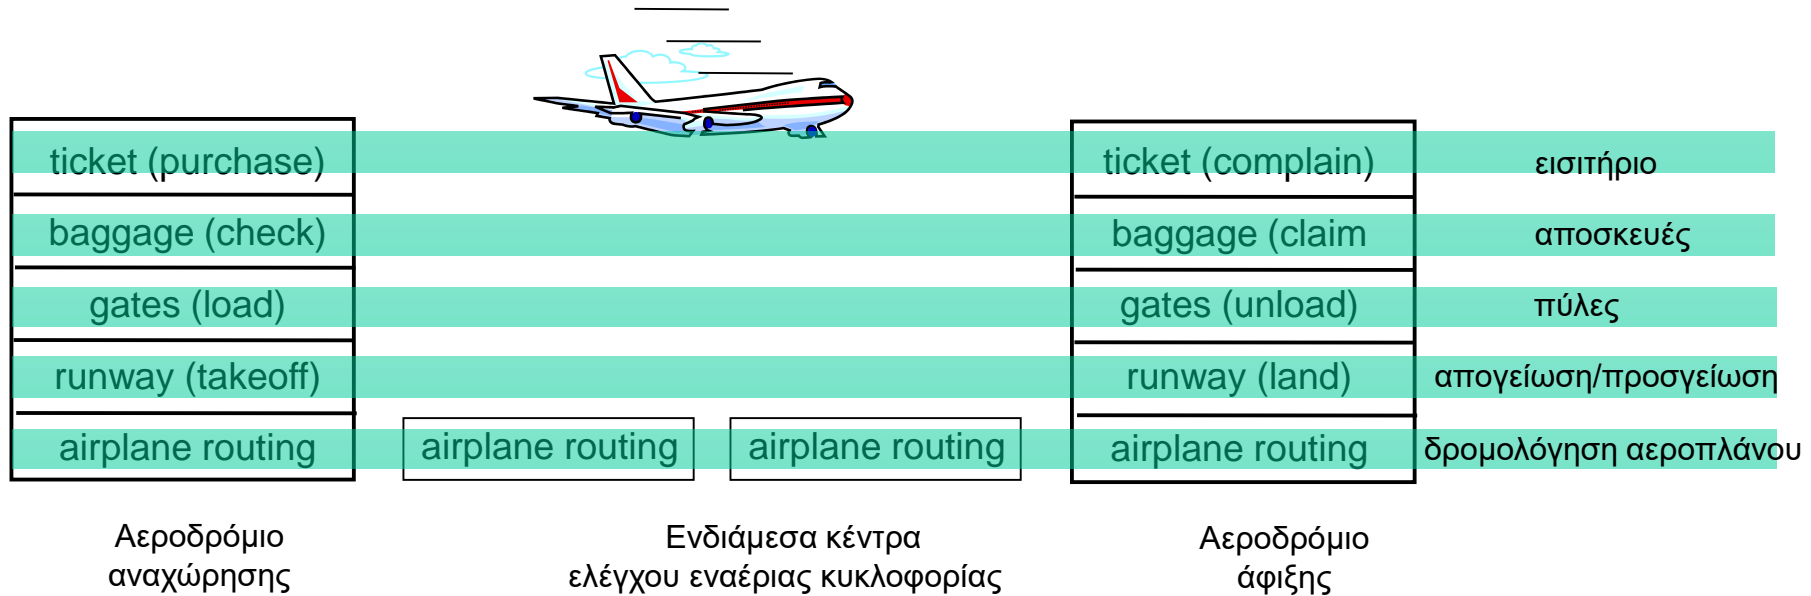 ticket (purchase) ticket (complain) εισιτήριο
baggage (check) baggage (claim αποσκευές
gates (load) gates (unload) πύλες
runway (takeoff) runway (land) απογείωση/προσγείωση
airplane routing airplane routing airplane routing airplane routing δρομολόγηση αεροπλάνου
Αεροδρόμιο Ενδιάμεσα κέντρα Αεροδρόμιο
αναχώρησης ελέγχου εναέριας κυκλοφορίας άφιξης